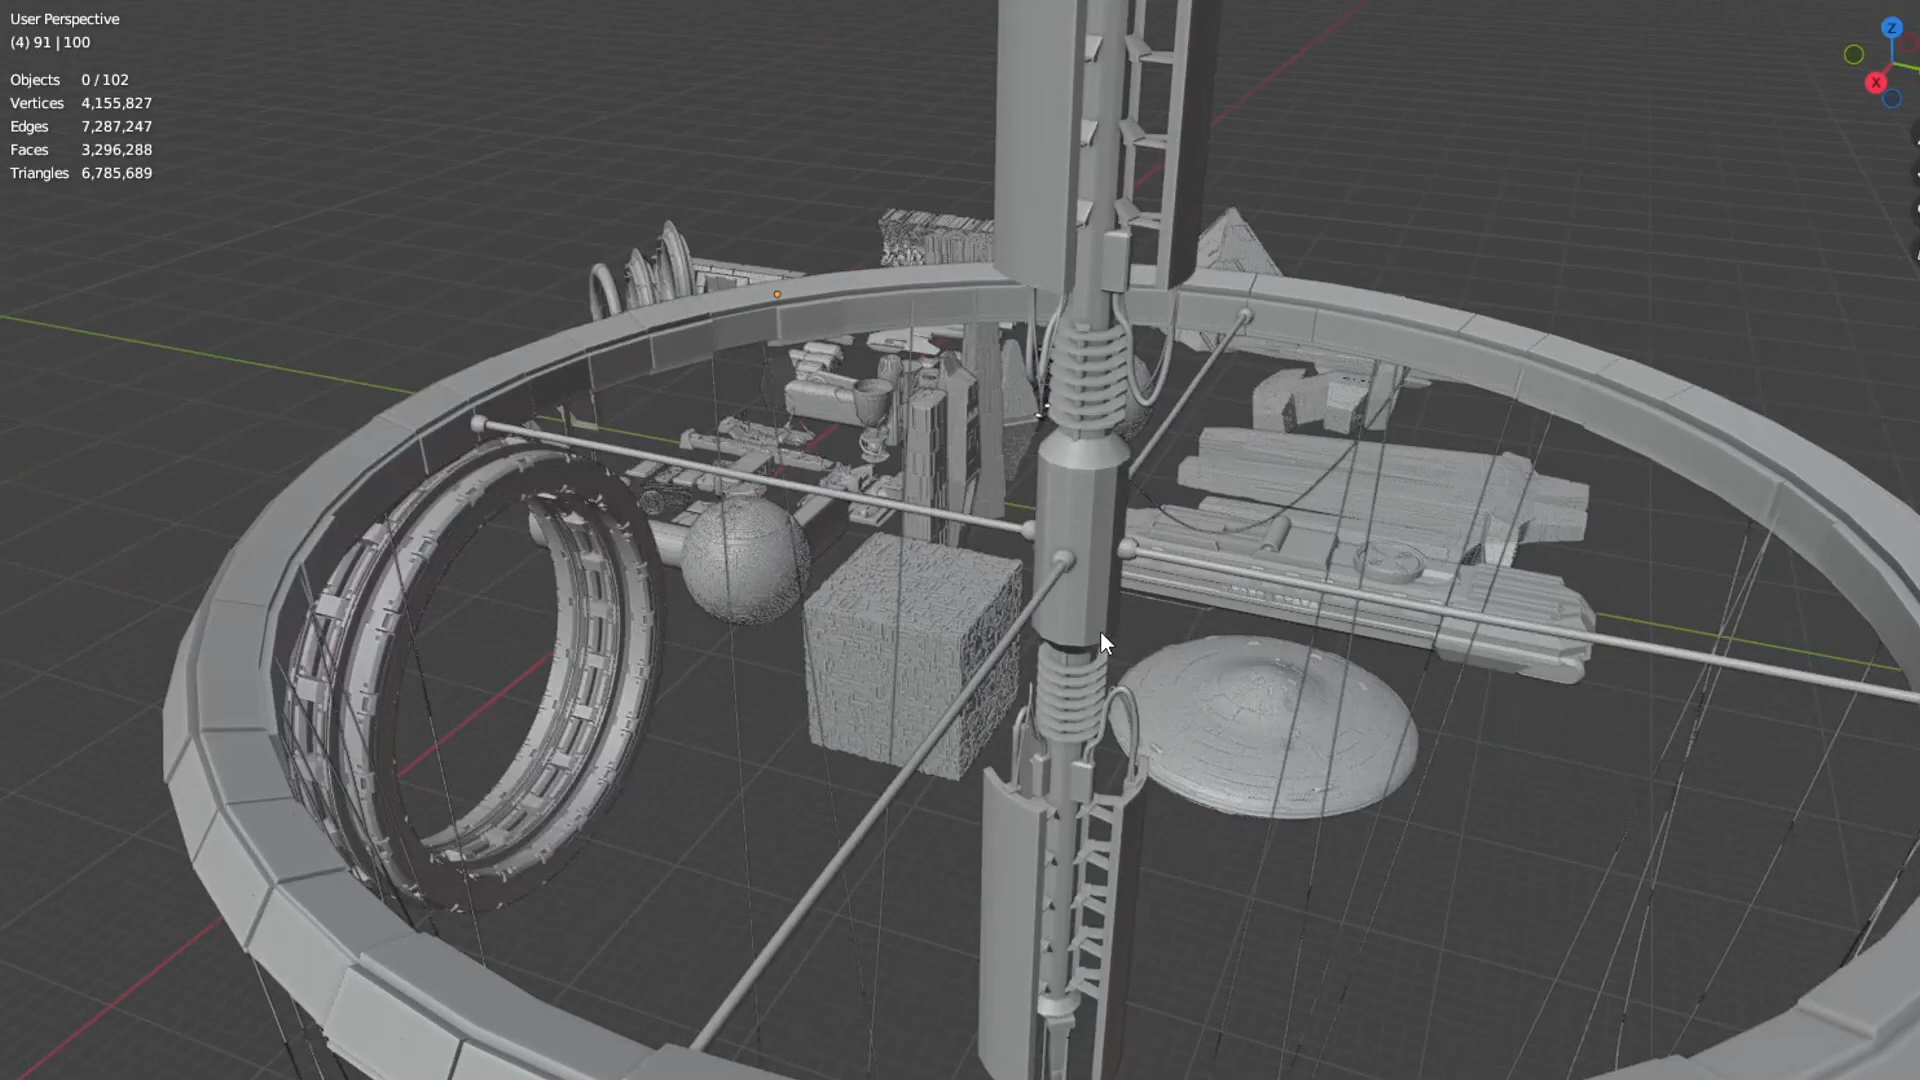 User Perspective
(4) 91 | 100
Objects 0 / 102
Vertices 4,155,827
Edges 7,287,247
Faces 3,296,288
Triangles 6,785,689
Z
X